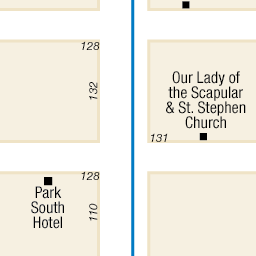 128
132
Our Lady of
the Scapular
& St. Stephen
Church
131
128
Park
South
Hotel
110